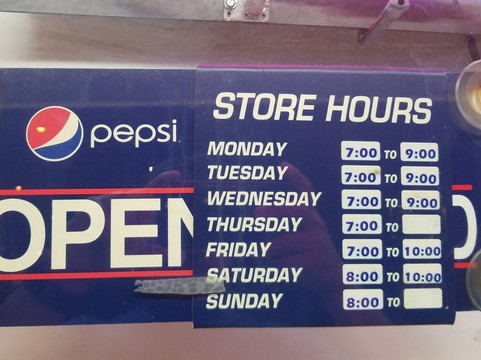 pepsi
OPEN
STORE HOURS
MONDAY 7:00 TO 9:00
TUESDAY 7:00 TO 9:00
WEDNESDAY 7:00 TO 9:00
THURSDAY 7:00 TO
FRIDAY 7:00 TO 10:00
SATURDAY 8:00 TO 10:00
SUNDAY 8:00 TO